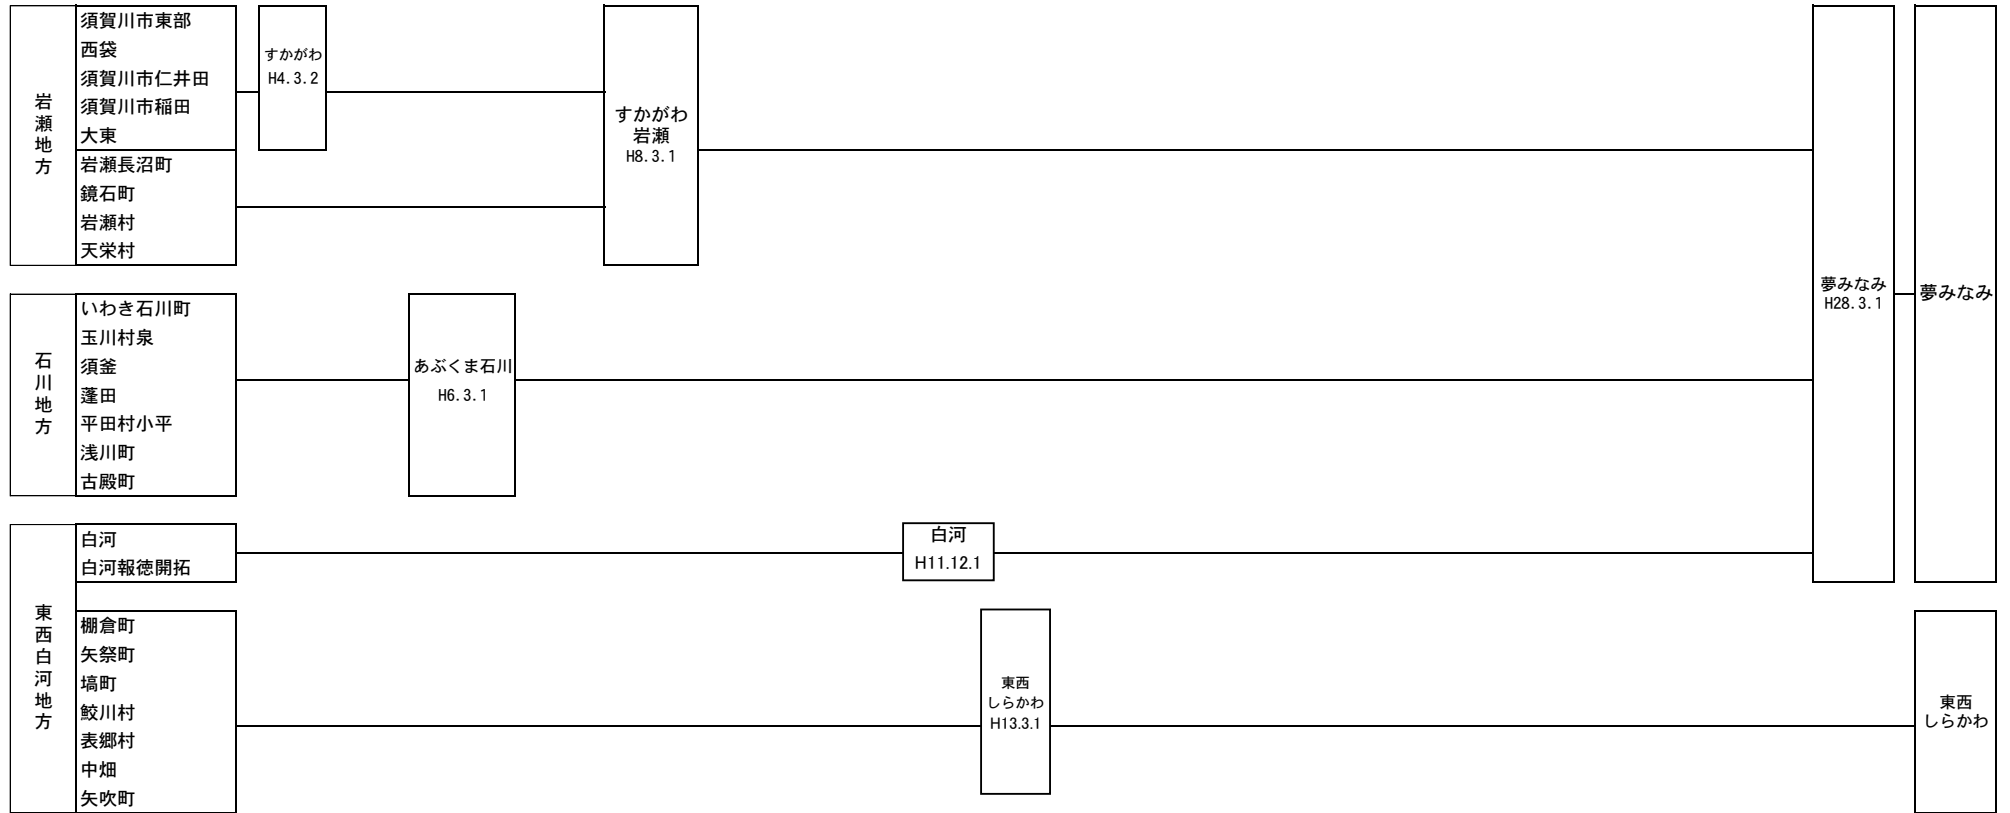 岩瀬地方
須賀川市東部
西袋
須賀川市仁井田
須賀川市稲田
大東
岩瀬長沼町
鏡石町
岩瀬村
天栄村
すかがわ
H4.3.2
すかがわ
岩瀬
H8.3.1
石川地方
いわき石川町
玉川村泉
須釜
蓬田
平田村小平
浅川町
古殿町
あぶくま石川
H6.3.1
東西白河地方
白河
白河報徳開拓
棚倉町
矢祭町
塙町
鮫川村
表郷村
中畑
矢吹町
白河
H11.12.1
東西
しらかわ
H13.3.1
夢みなみ
H28.3.1
夢みなみ
東西
しらかわ